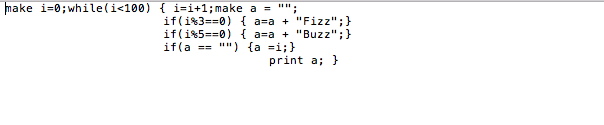 make i=0;while(i<100) { i=i+1;make a = "";
if(i%3==0) { a=a + "Fizz";}
if(i%5==0) { a=a + "Buzz";}
if(a == "") {a =i;}
print a; }